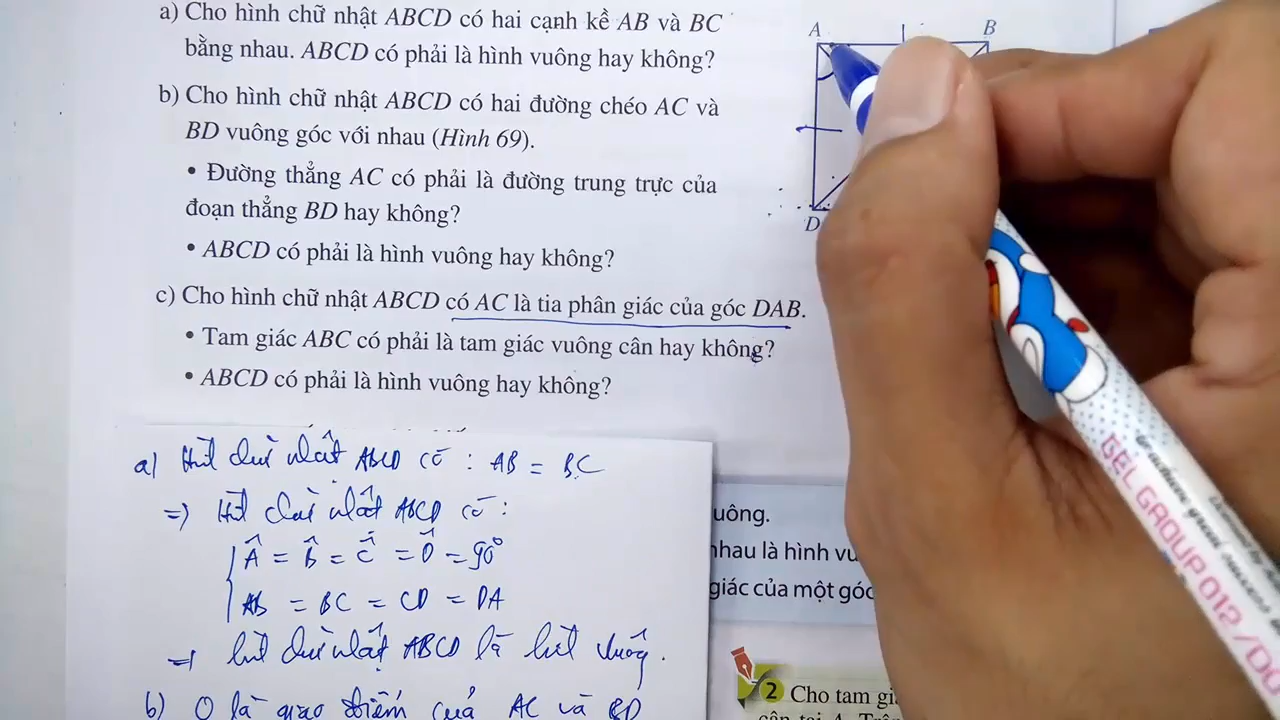 a) Cho hình chữ nhật ABCD có hai cạnh kề AB và BC
bằng nhau. ABCD có phải là hình vuông hay không?
b) Cho hình chữ nhật ABCD có hai đường chéo AC và
BD vuông góc với nhau (Hình 69).
• Đường thẳng AC có phải là đường trung trực của
đoạn thẳng BD hay không?
• ABCD có phải là hình vuông hay không?
c) Cho hình chữ nhật ABCD có AC là tia phân giác của góc DAB.
• Tam giác ABC có phải là tam giác vuông cân hay không?
• ABCD có phải là hình vuông hay không?
A
B
D
a) Hình chữ nhật ABCD có : AB = BC
=> Hình chữ nhật ABCD có :
Â = B̂ = Ĉ = D̂ = 90°
AB = BC = CD = DA
=> hình chữ nhật ABCD là hình vuông.
b) O là giao điểm của AC và BD
uông.
nhau là hình vu
giác của một góc
2 Cho tam gi
GEL GROUP 012/DO